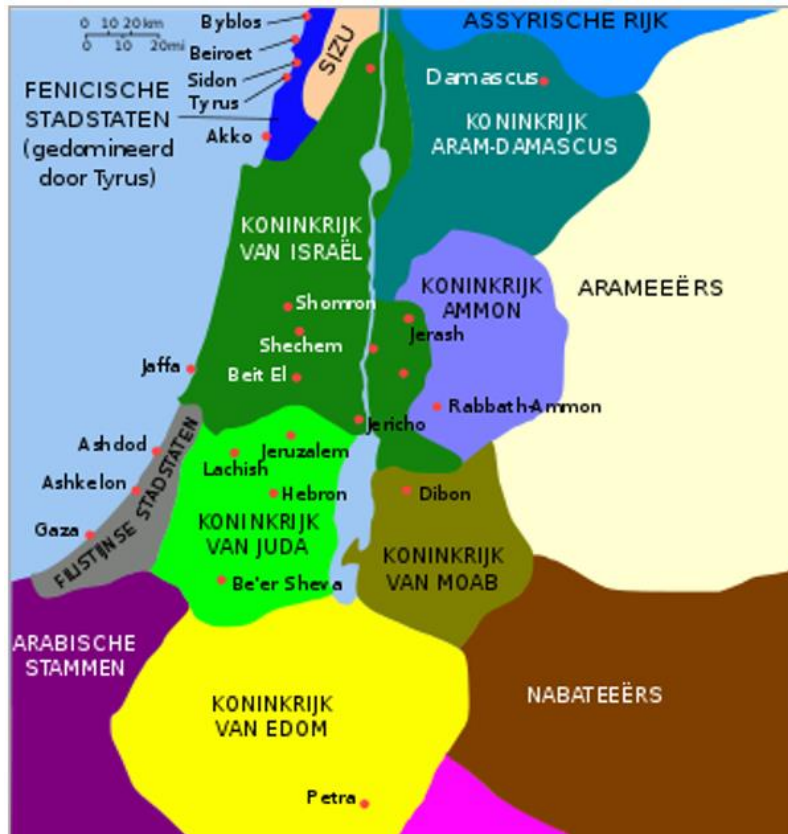 0 10 20 km
0 10 20mi
Byblos
Beiroet
Sidon
Tyrus
SIZU
ASSYRISCHE RIJK
Damascus
FENICISCHE
STADSTATEN
(gedomineerd
door Tyrus)
Akko
KONINKRIJK
ARAM-DAMASCUS
KONINKRIJK
VAN ISRAËL
KONINKRIJK
AMMON
ARAMEEËRS
Shomron
Jerash
Shechem
Jaffa
Beit El
Rabbath-Ammon
Jericho
Ashdod
Jeruzalem
Lachish
Ashkelon
Hebron
Dibon
Gaza
FILISTIJNSE STADSTATEN
KONINKRIJK
VAN JUDA
KONINKRIJK
VAN MOAB
Be'er Sheva
ARABISCHE
STAMMEN
KONINKRIJK
VAN EDOM
NABATEEËRS
Petra